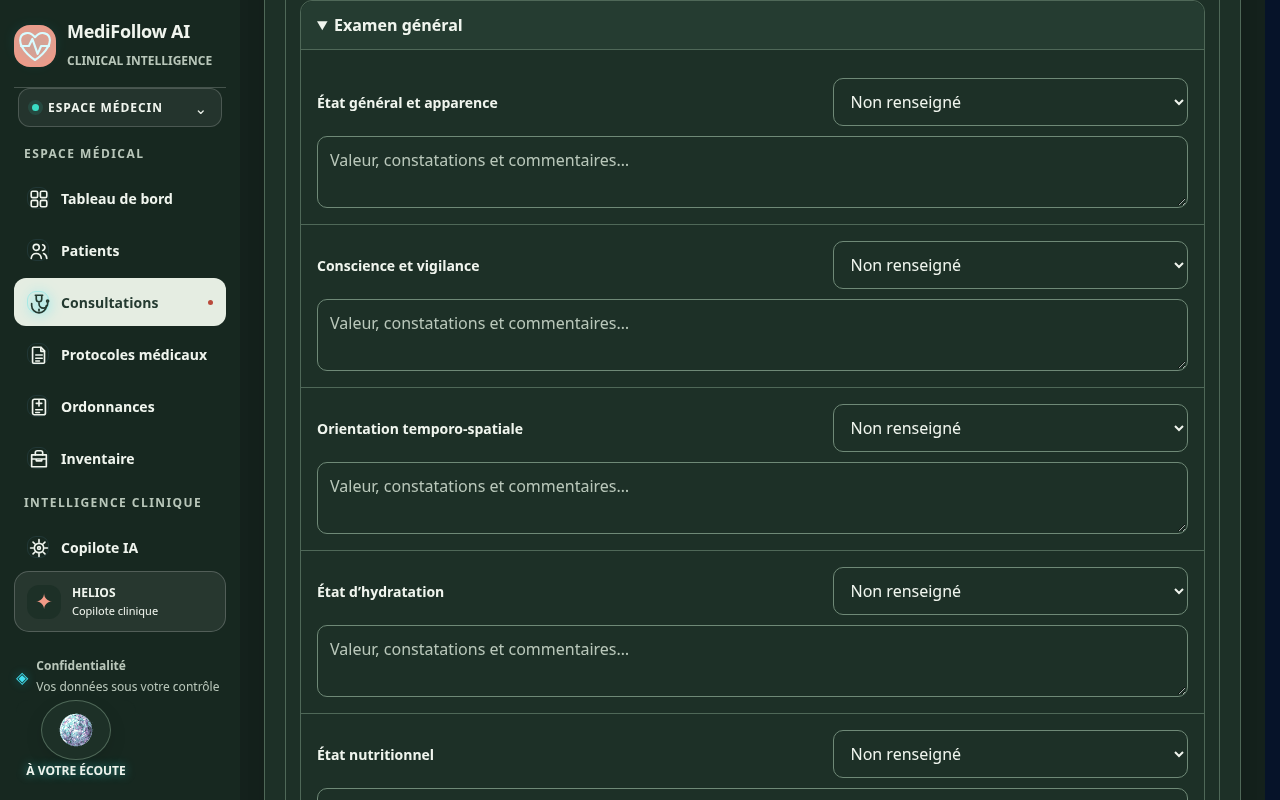 MediFollow AI
CLINICAL INTELLIGENCE
ESPACE MÉDECIN
ESPACE MÉDICAL
Tableau de bord
Patients
Consultations
Protocoles médicaux
Ordonnances
Inventaire
INTELLIGENCE CLINIQUE
Copilote IA
HELIOS
Copilote clinique
Confidentialité
Vos données sous votre contrôle
À VOTRE ÉCOUTE
Examen général
État général et apparence
Non renseigné
Valeur, constatations et commentaires...
Conscience et vigilance
Non renseigné
Valeur, constatations et commentaires...
Orientation temporo-spatiale
Non renseigné
Valeur, constatations et commentaires...
État d’hydratation
Non renseigné
Valeur, constatations et commentaires...
État nutritionnel
Non renseigné